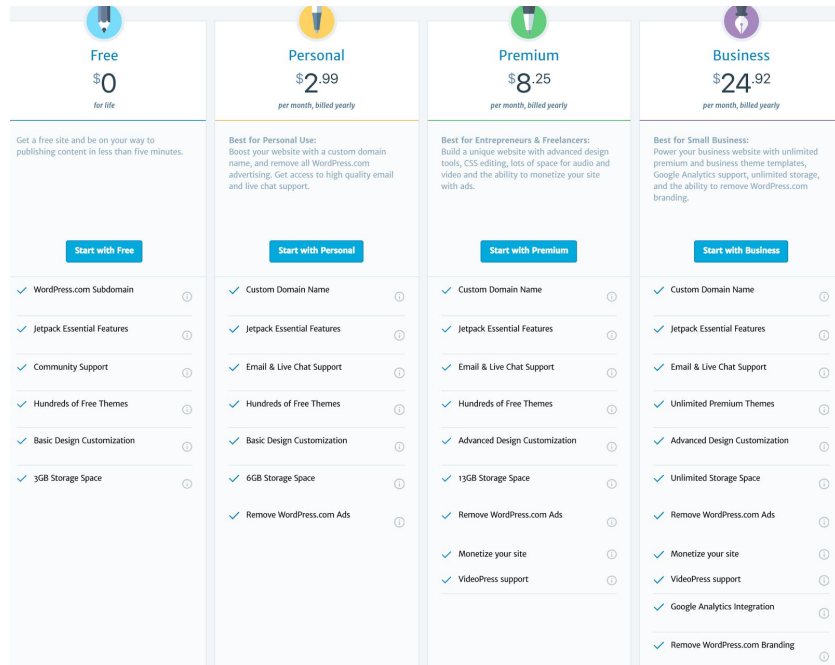 Free
$0
for life
Get a free site and be on your way to
publishing content in less than five minutes.
Start with Free
WordPress.com Subdomain
Jetpack Essential Features
Community Support
Hundreds of Free Themes
Basic Design Customization
3GB Storage Space
Personal
$2.99
per month, billed yearly
Best for Personal Use:
Boost your website with a custom domain
name, and remove all WordPress.com
advertising. Get access to high quality email
and live chat support.
Start with Personal
Custom Domain Name
Jetpack Essential Features
Email & Live Chat Support
Hundreds of Free Themes
Basic Design Customization
6GB Storage Space
Remove WordPress.com Ads
Premium
$8.25
per month, billed yearly
Best for Entrepreneurs & Freelancers:
Build a unique website with advanced design
tools, CSS editing, lots of space for audio and
video and the ability to monetize your site
with ads.
Start with Premium
Custom Domain Name
Jetpack Essential Features
Email & Live Chat Support
Hundreds of Free Themes
Advanced Design Customization
13GB Storage Space
Remove WordPress.com Ads
Monetize your site
VideoPress support
Business
$24.92
per month, billed yearly
Best for Small Business:
Power your business website with unlimited
premium and business theme templates,
Google Analytics support, unlimited storage,
and the ability to remove WordPress.com
branding.
Start with Business
Custom Domain Name
Jetpack Essential Features
Email & Live Chat Support
Unlimited Premium Themes
Advanced Design Customization
Unlimited Storage Space
Remove WordPress.com Ads
Monetize your site
VideoPress support
Google Analytics Integration
Remove WordPress.com Branding